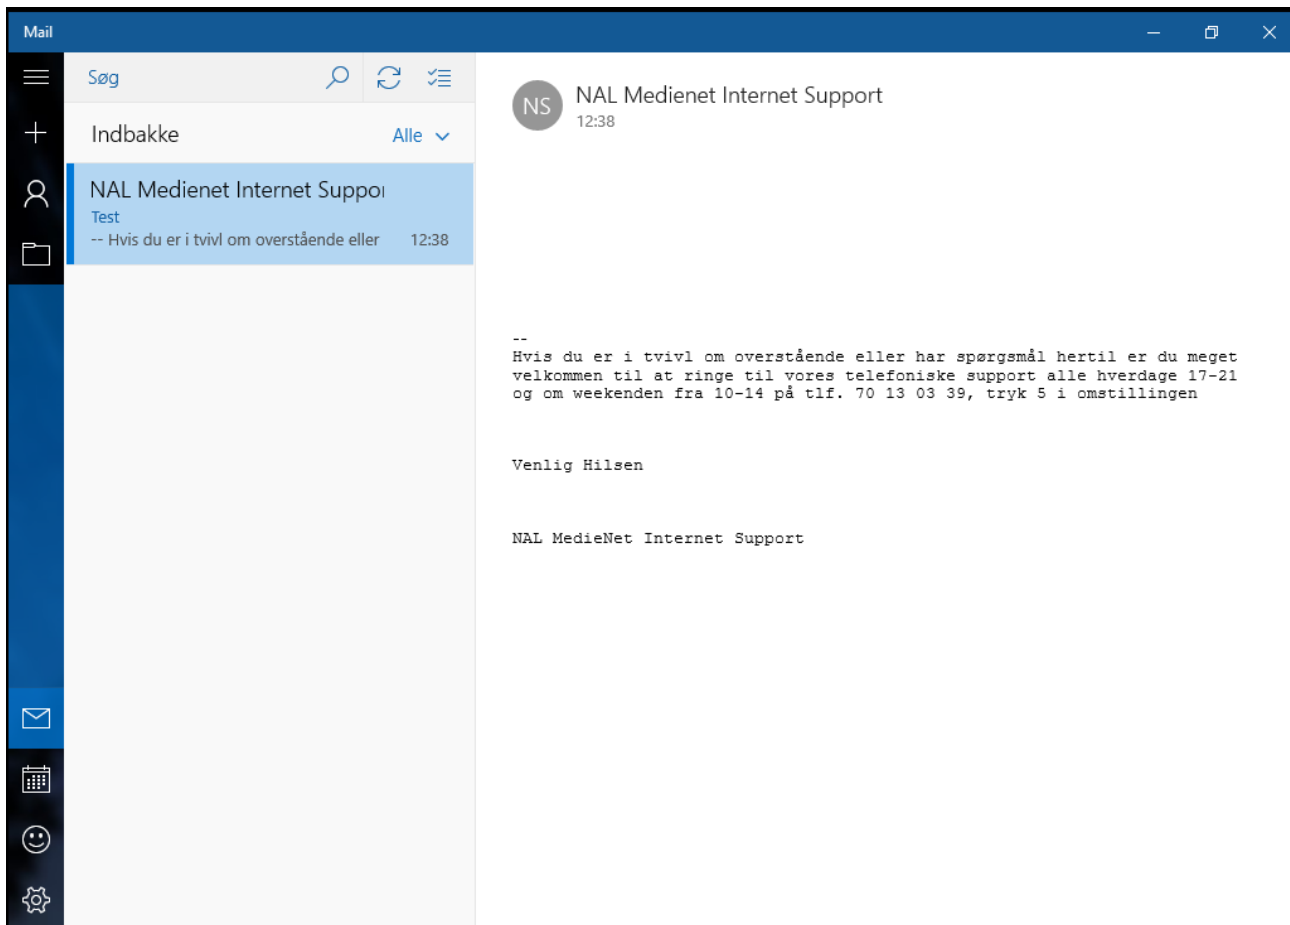 Mail
Søg
Indbakke
Alle
NAL Medienet Internet Suppo
Test
-- Hvis du er i tvivl om overstående eller 12:38
NS
NAL Medienet Internet Support
12:38
--
Hvis du er i tvivl om overstående eller har spørgsmål hertil er du meget
velkommen til at ringe til vores telefoniske support alle hverdage 17-21
og om weekenden fra 10-14 på tlf. 70 13 03 39, tryk 5 i omstillingen
Venlig Hilsen
NAL MedieNet Internet Support